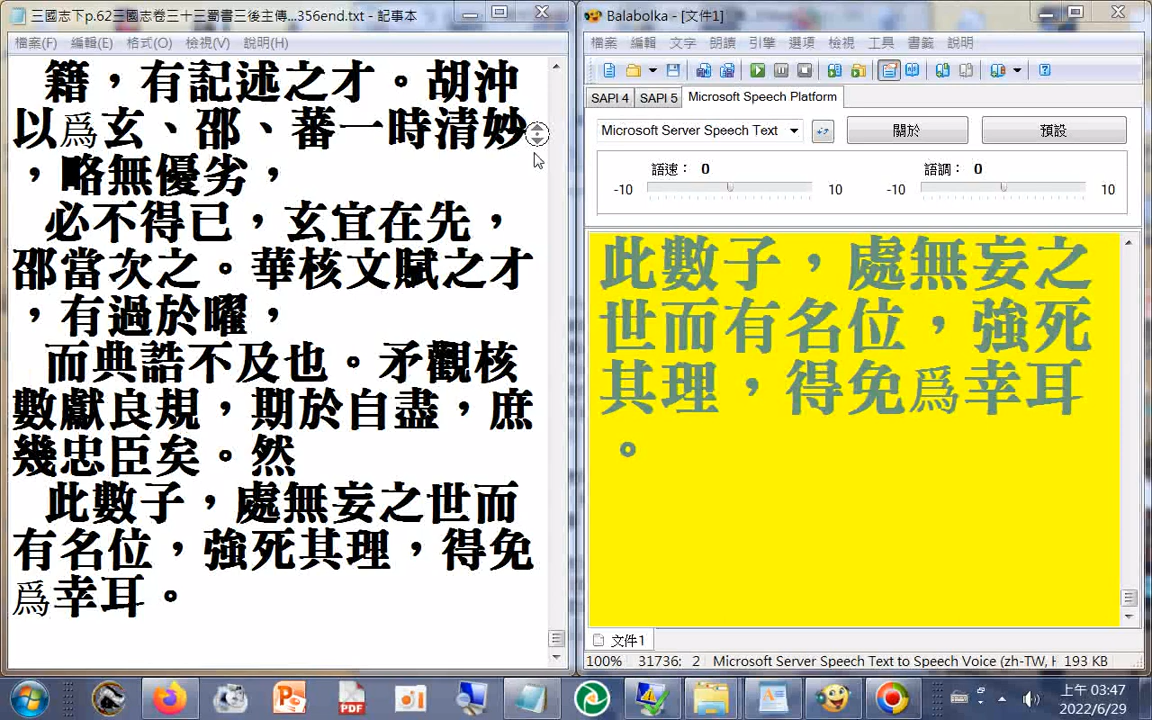 三國志下p.62三國志卷三十三蜀書三後主傳...356end.txt - 記事本
檔案(F) 編輯(E) 格式(O) 檢視(V) 說明(H)
籍，有記述之才。胡沖
以爲玄、邵、蕃一時清妙
，略無優劣，
必不得已，玄宜在先，
邵當次之。華核文賦之才
，有過於曜，
而典誥不及也。矛觀核
數獻良規，期於自盡，庶
幾忠臣矣。然
此數子，處無妄之世而
有名位，強死其理，得免
爲幸耳。
Balabolka - [文件1]
檔案 編輯 文字 朗讀 引擎 選項 檢視 工具 書籤 說明
SAPI 4 SAPI 5 Microsoft Speech Platform
Microsoft Server Speech Text 關於 預設
語速： 0 語調： 0
-10 10 -10 10
此數子，處無妄之
世而有名位，強死
其理，得免爲幸耳
。
文件1
100% 31736: 2 Microsoft Server Speech Text to Speech Voice (zh-TW, H 193 KB
PDF
上午 03:47
2022/6/29